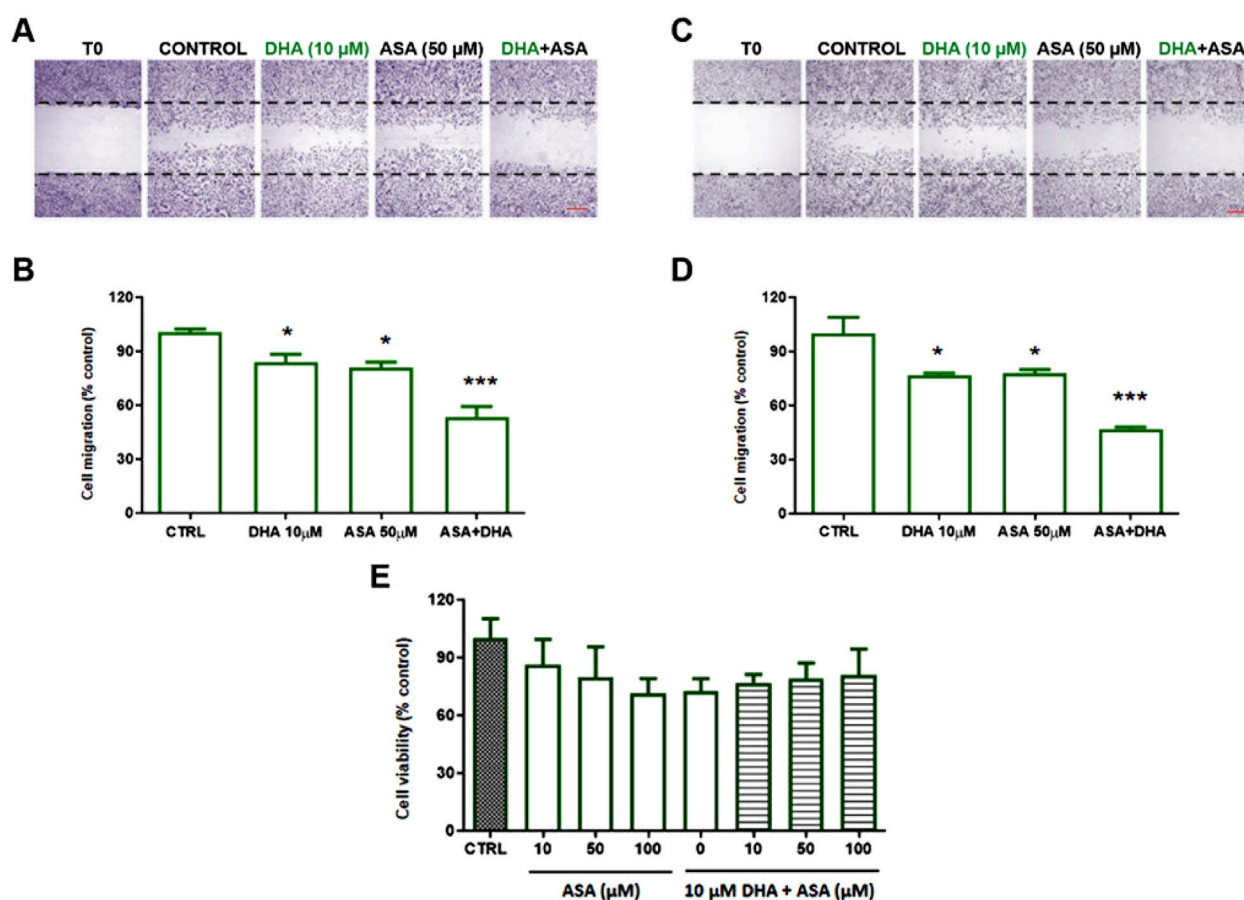 A
T0 CONTROL DHA (10 µM) ASA (50 µM) DHA+ASA
C
T0 CONTROL DHA (10 µM) ASA (50 µM) DHA+ASA
B
Cell migration (% control)
120
90
60
30
0
* * ***
CTRL DHA 10µM ASA 50µM ASA+DHA
D
Cell migration (% control)
120
90
60
30
0
* * ***
CTRL DHA 10µM ASA 50µM ASA+DHA
E
Cell viability (% control)
120
90
60
30
0
CTRL 10 50 100 0 10 50 100
ASA (µM) 10 µM DHA + ASA (µM)